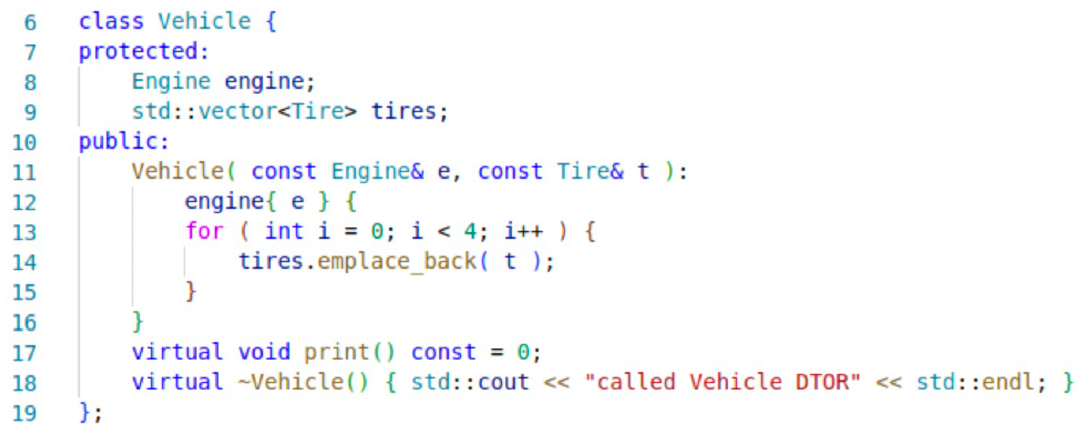 6 class Vehicle {
7 protected:
8     Engine engine;
9     std::vector<Tire> tires;
10 public:
11     Vehicle( const Engine& e, const Tire& t ):
12         engine{ e } {
13         for ( int i = 0; i < 4; i++ ) {
14             tires.emplace_back( t );
15         }
16     }
17     virtual void print() const = 0;
18     virtual ~Vehicle() { std::cout << "called Vehicle DTOR" << std::endl; }
19 };